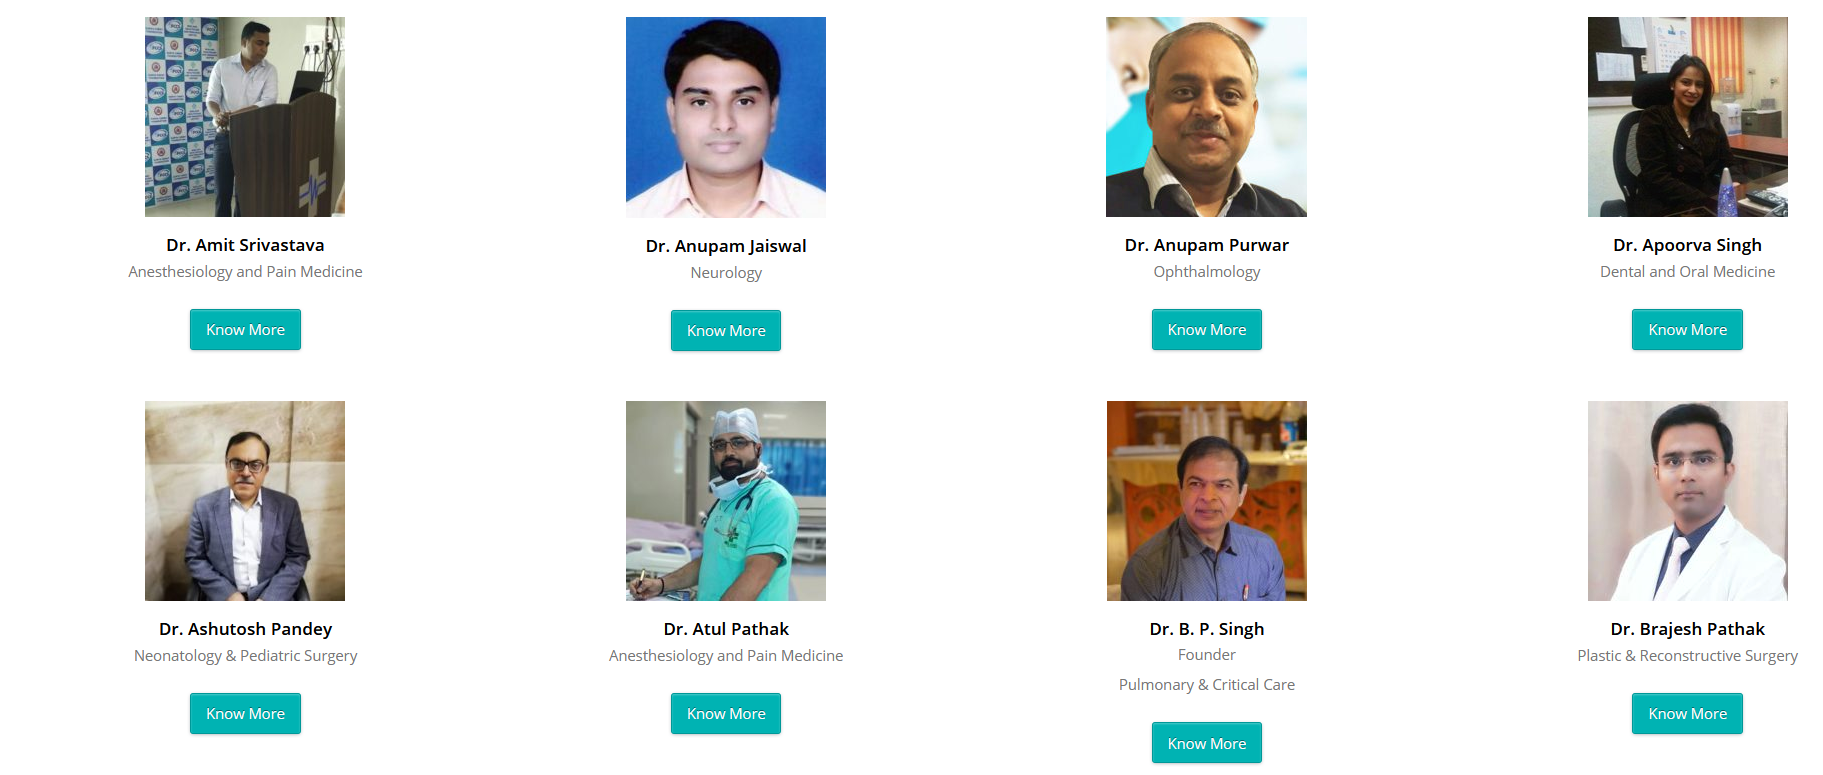 Dr. Amit Srivastava
Anesthesiology and Pain Medicine
Know More
Dr. Anupam Jaiswal
Neurology
Know More
Dr. Anupam Purwar
Ophthalmology
Know More
Dr. Apoorva Singh
Dental and Oral Medicine
Know More
Dr. Ashutosh Pandey
Neonatology & Pediatric Surgery
Know More
Dr. Atul Pathak
Anesthesiology and Pain Medicine
Know More
Dr. B. P. Singh
Founder
Pulmonary & Critical Care
Know More
Dr. Brajesh Pathak
Plastic & Reconstructive Surgery
Know More